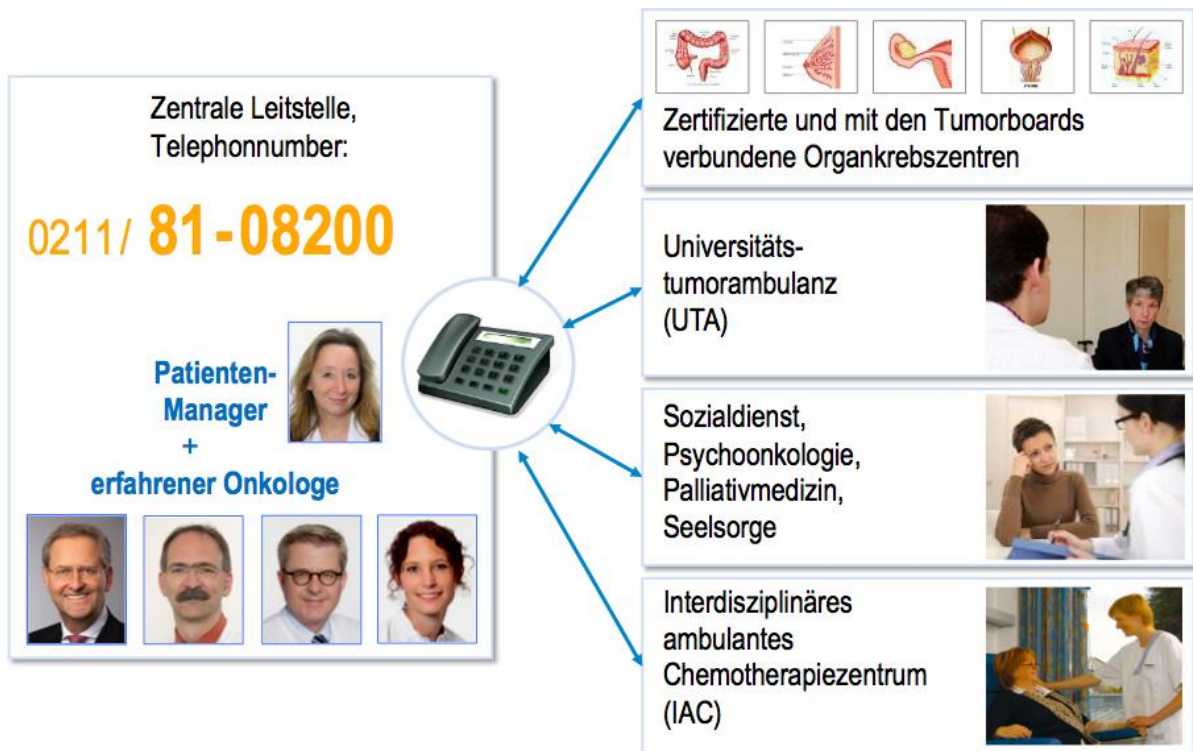 Zentrale Leitstelle,
Telephonnumber:
0211/ 81-08200
Patienten-
Manager
+
erfahrener Onkologe
Zertifizierte und mit den Tumorboards
verbundene Organkrebszentren
Universitäts-
tumorambulanz
(UTA)
Sozialdienst,
Psychoonkologie,
Palliativmedizin,
Seelsorge
Interdisziplinäres
ambulantes
Chemotherapiezentrum
(IAC)